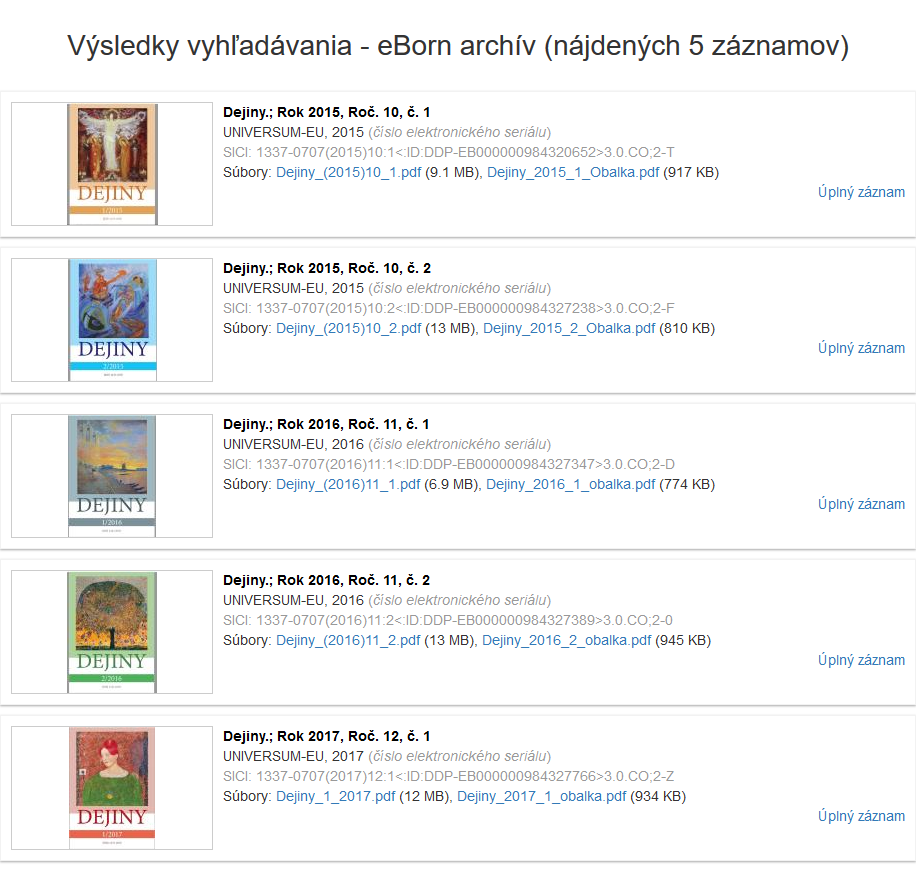 Výsledky vyhľadávania - eBorn archív (nájdených 5 záznamov)
DEJINY
1/2015
Dejiny.; Rok 2015, Roč. 10, č. 1
UNIVERSUM-EU, 2015 (číslo elektronického seriálu)
SICI: 1337-0707(2015)10:1<:ID:DDP-EB000000984320652>3.0.CO;2-T
Súbory: Dejiny_(2015)10_1.pdf (9.1 MB), Dejiny_2015_1_Obalka.pdf (917 KB)
Úplný záznam
DEJINY
2/2015
Dejiny.; Rok 2015, Roč. 10, č. 2
UNIVERSUM-EU, 2015 (číslo elektronického seriálu)
SICI: 1337-0707(2015)10:2<:ID:DDP-EB000000984327238>3.0.CO;2-F
Súbory: Dejiny_(2015)10_2.pdf (13 MB), Dejiny_2015_2_Obalka.pdf (810 KB)
Úplný záznam
DEJINY
1/2016
Dejiny.; Rok 2016, Roč. 11, č. 1
UNIVERSUM-EU, 2016 (číslo elektronického seriálu)
SICI: 1337-0707(2016)11:1<:ID:DDP-EB000000984327347>3.0.CO;2-D
Súbory: Dejiny_(2016)11_1.pdf (6.9 MB), Dejiny_2016_1_obalka.pdf (774 KB)
Úplný záznam
DEJINY
2/2016
Dejiny.; Rok 2016, Roč. 11, č. 2
UNIVERSUM-EU, 2016 (číslo elektronického seriálu)
SICI: 1337-0707(2016)11:2<:ID:DDP-EB000000984327389>3.0.CO;2-0
Súbory: Dejiny_(2016)11_2.pdf (13 MB), Dejiny_2016_2_obalka.pdf (945 KB)
Úplný záznam
DEJINY
1/2017
Dejiny.; Rok 2017, Roč. 12, č. 1
UNIVERSUM-EU, 2017 (číslo elektronického seriálu)
SICI: 1337-0707(2017)12:1<:ID:DDP-EB000000984327766>3.0.CO;2-Z
Súbory: Dejiny_1_2017.pdf (12 MB), Dejiny_2017_1_obalka.pdf (934 KB)
Úplný záznam